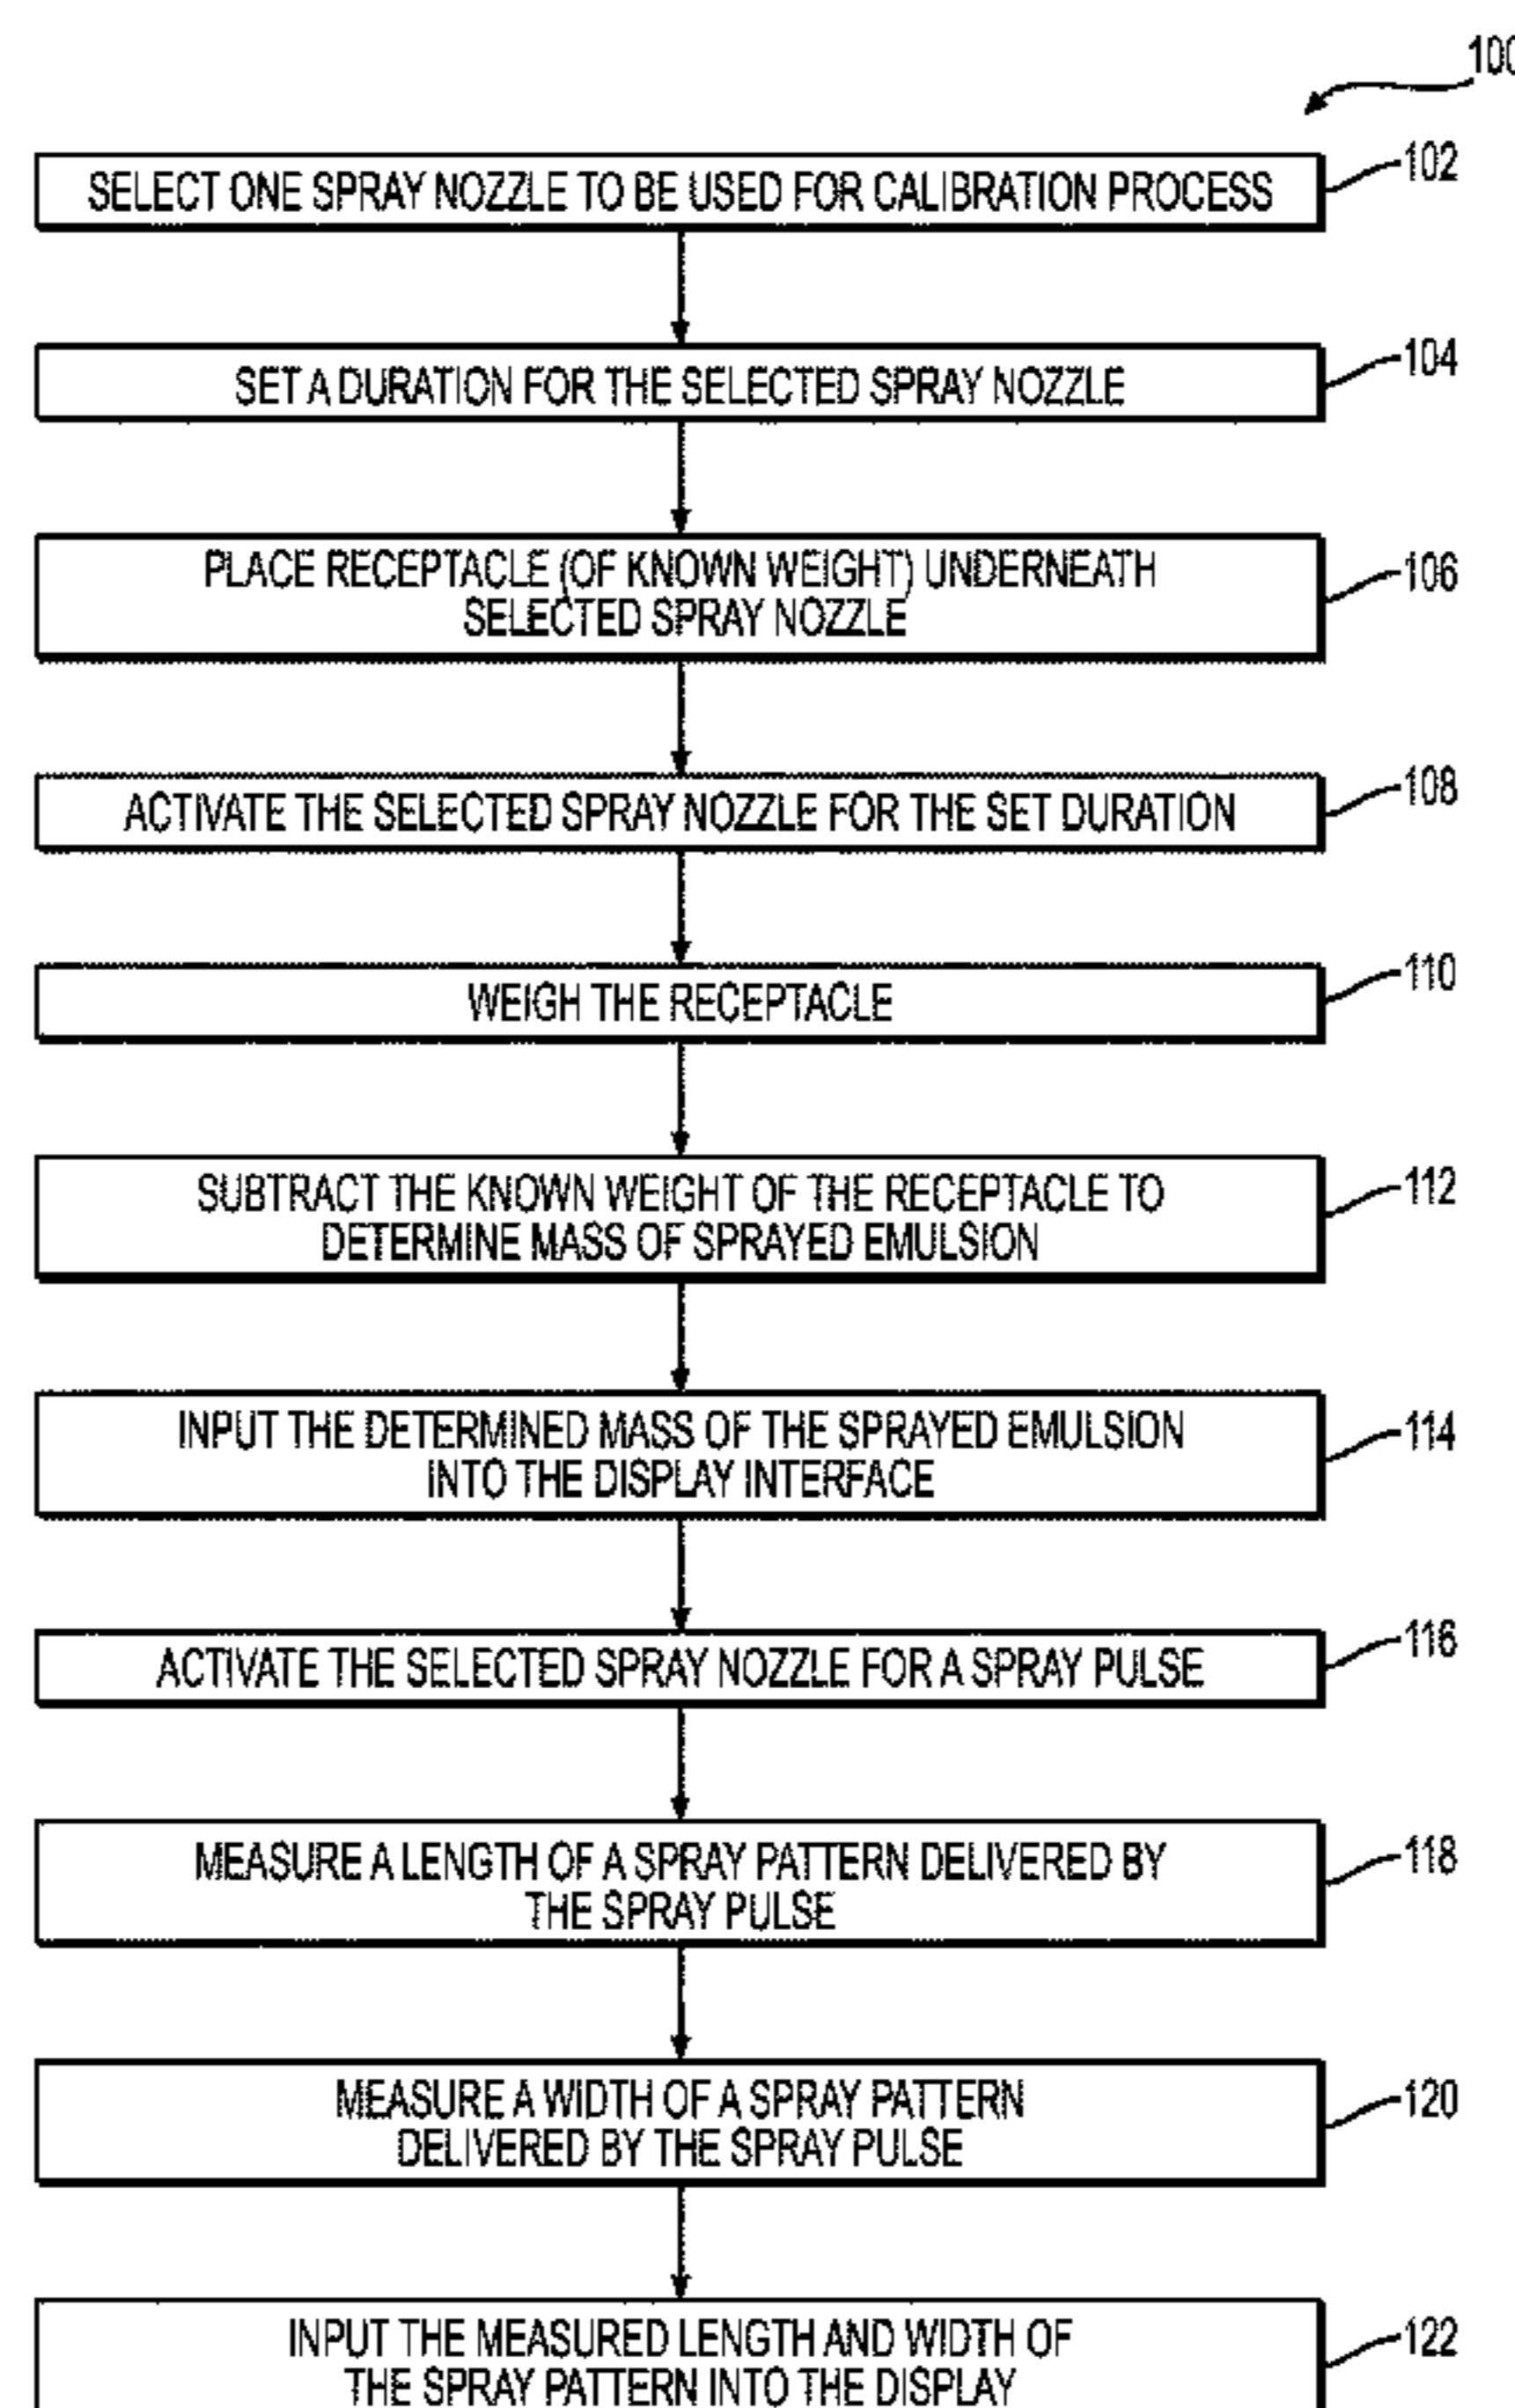 100
SELECT ONE SPRAY NOZZLE TO BE USED FOR CALIBRATION PROCESS
102
SET A DURATION FOR THE SELECTED SPRAY NOZZLE
104
PLACE RECEPTACLE (OF KNOWN WEIGHT) UNDERNEATH
SELECTED SPRAY NOZZLE
106
ACTIVATE THE SELECTED SPRAY NOZZLE FOR THE SET DURATION
108
WEIGH THE RECEPTACLE
110
SUBTRACT THE KNOWN WEIGHT OF THE RECEPTACLE TO
DETERMINE MASS OF SPRAYED EMULSION
112
INPUT THE DETERMINED MASS OF THE SPRAYED EMULSION
INTO THE DISPLAY INTERFACE
114
ACTIVATE THE SELECTED SPRAY NOZZLE FOR A SPRAY PULSE
116
MEASURE A LENGTH OF A SPRAY PATTERN DELIVERED BY
THE SPRAY PULSE
118
MEASURE A WIDTH OF A SPRAY PATTERN
DELIVERED BY THE SPRAY PULSE
120
INPUT THE MEASURED LENGTH AND WIDTH OF
THE SPRAY PATTERN INTO THE DISPLAY
122